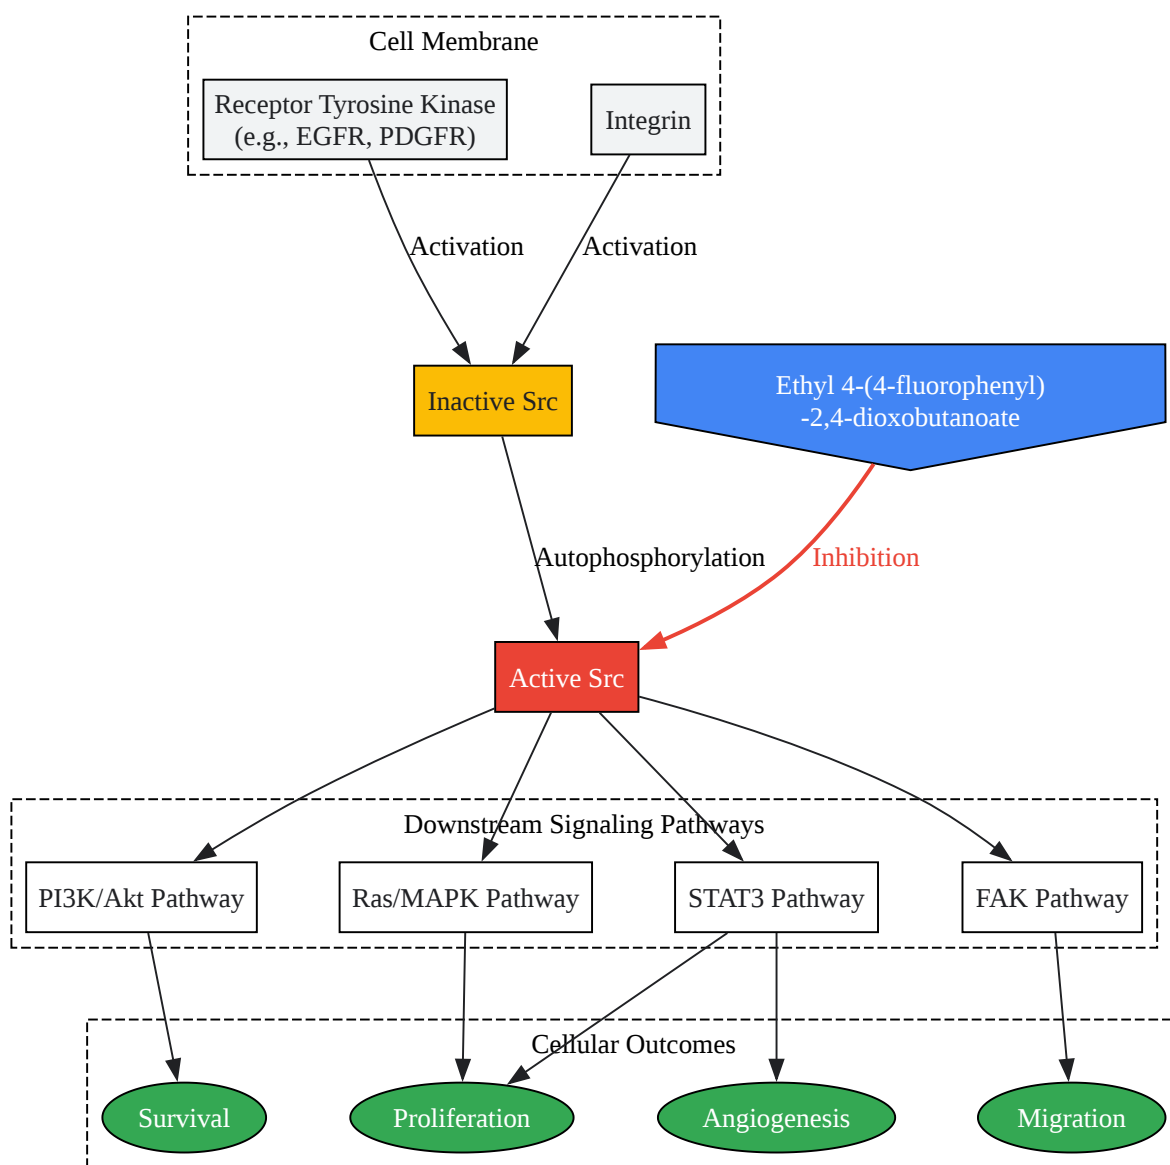 Cell Membrane
Receptor Tyrosine Kinase
(e.g., EGFR, PDGFR)
Integrin
Activation
Activation
Inactive Src
Ethyl 4-(4-fluorophenyl)
-2,4-dioxobutanoate
Autophosphorylation
Inhibition
Active Src
Downstream Signaling Pathways
PI3K/Akt Pathway
Ras/MAPK Pathway
STAT3 Pathway
FAK Pathway
Cellular Outcomes
Survival
Proliferation
Angiogenesis
Migration